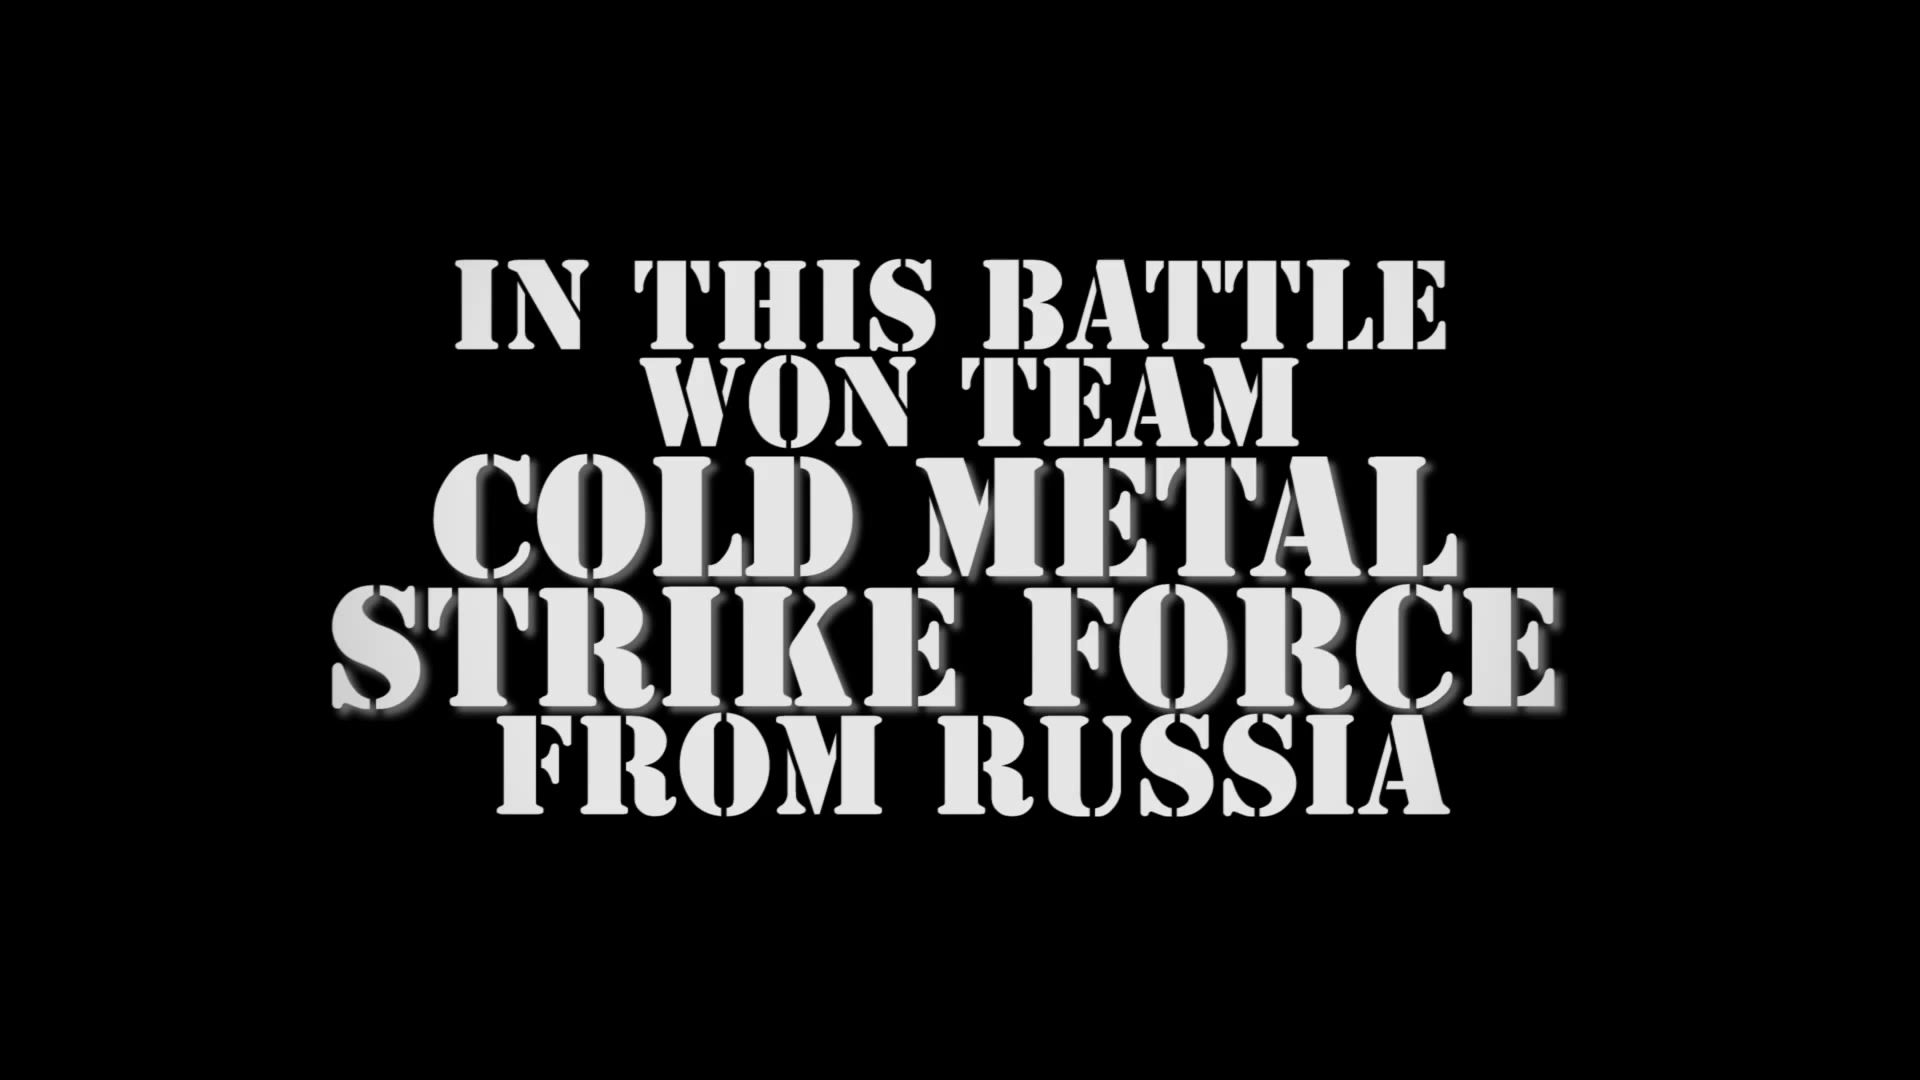 IN THIS BATTLE
WON TEAM
COLD METAL
STRIKE FORCE
FROM RUSSIA